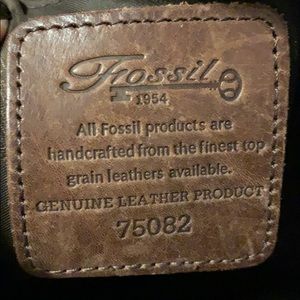 Fossil
1954
All Fossil products are
handcrafted from the finest top
grain leathers available.
GENUINE LEATHER PRODUCT
75082